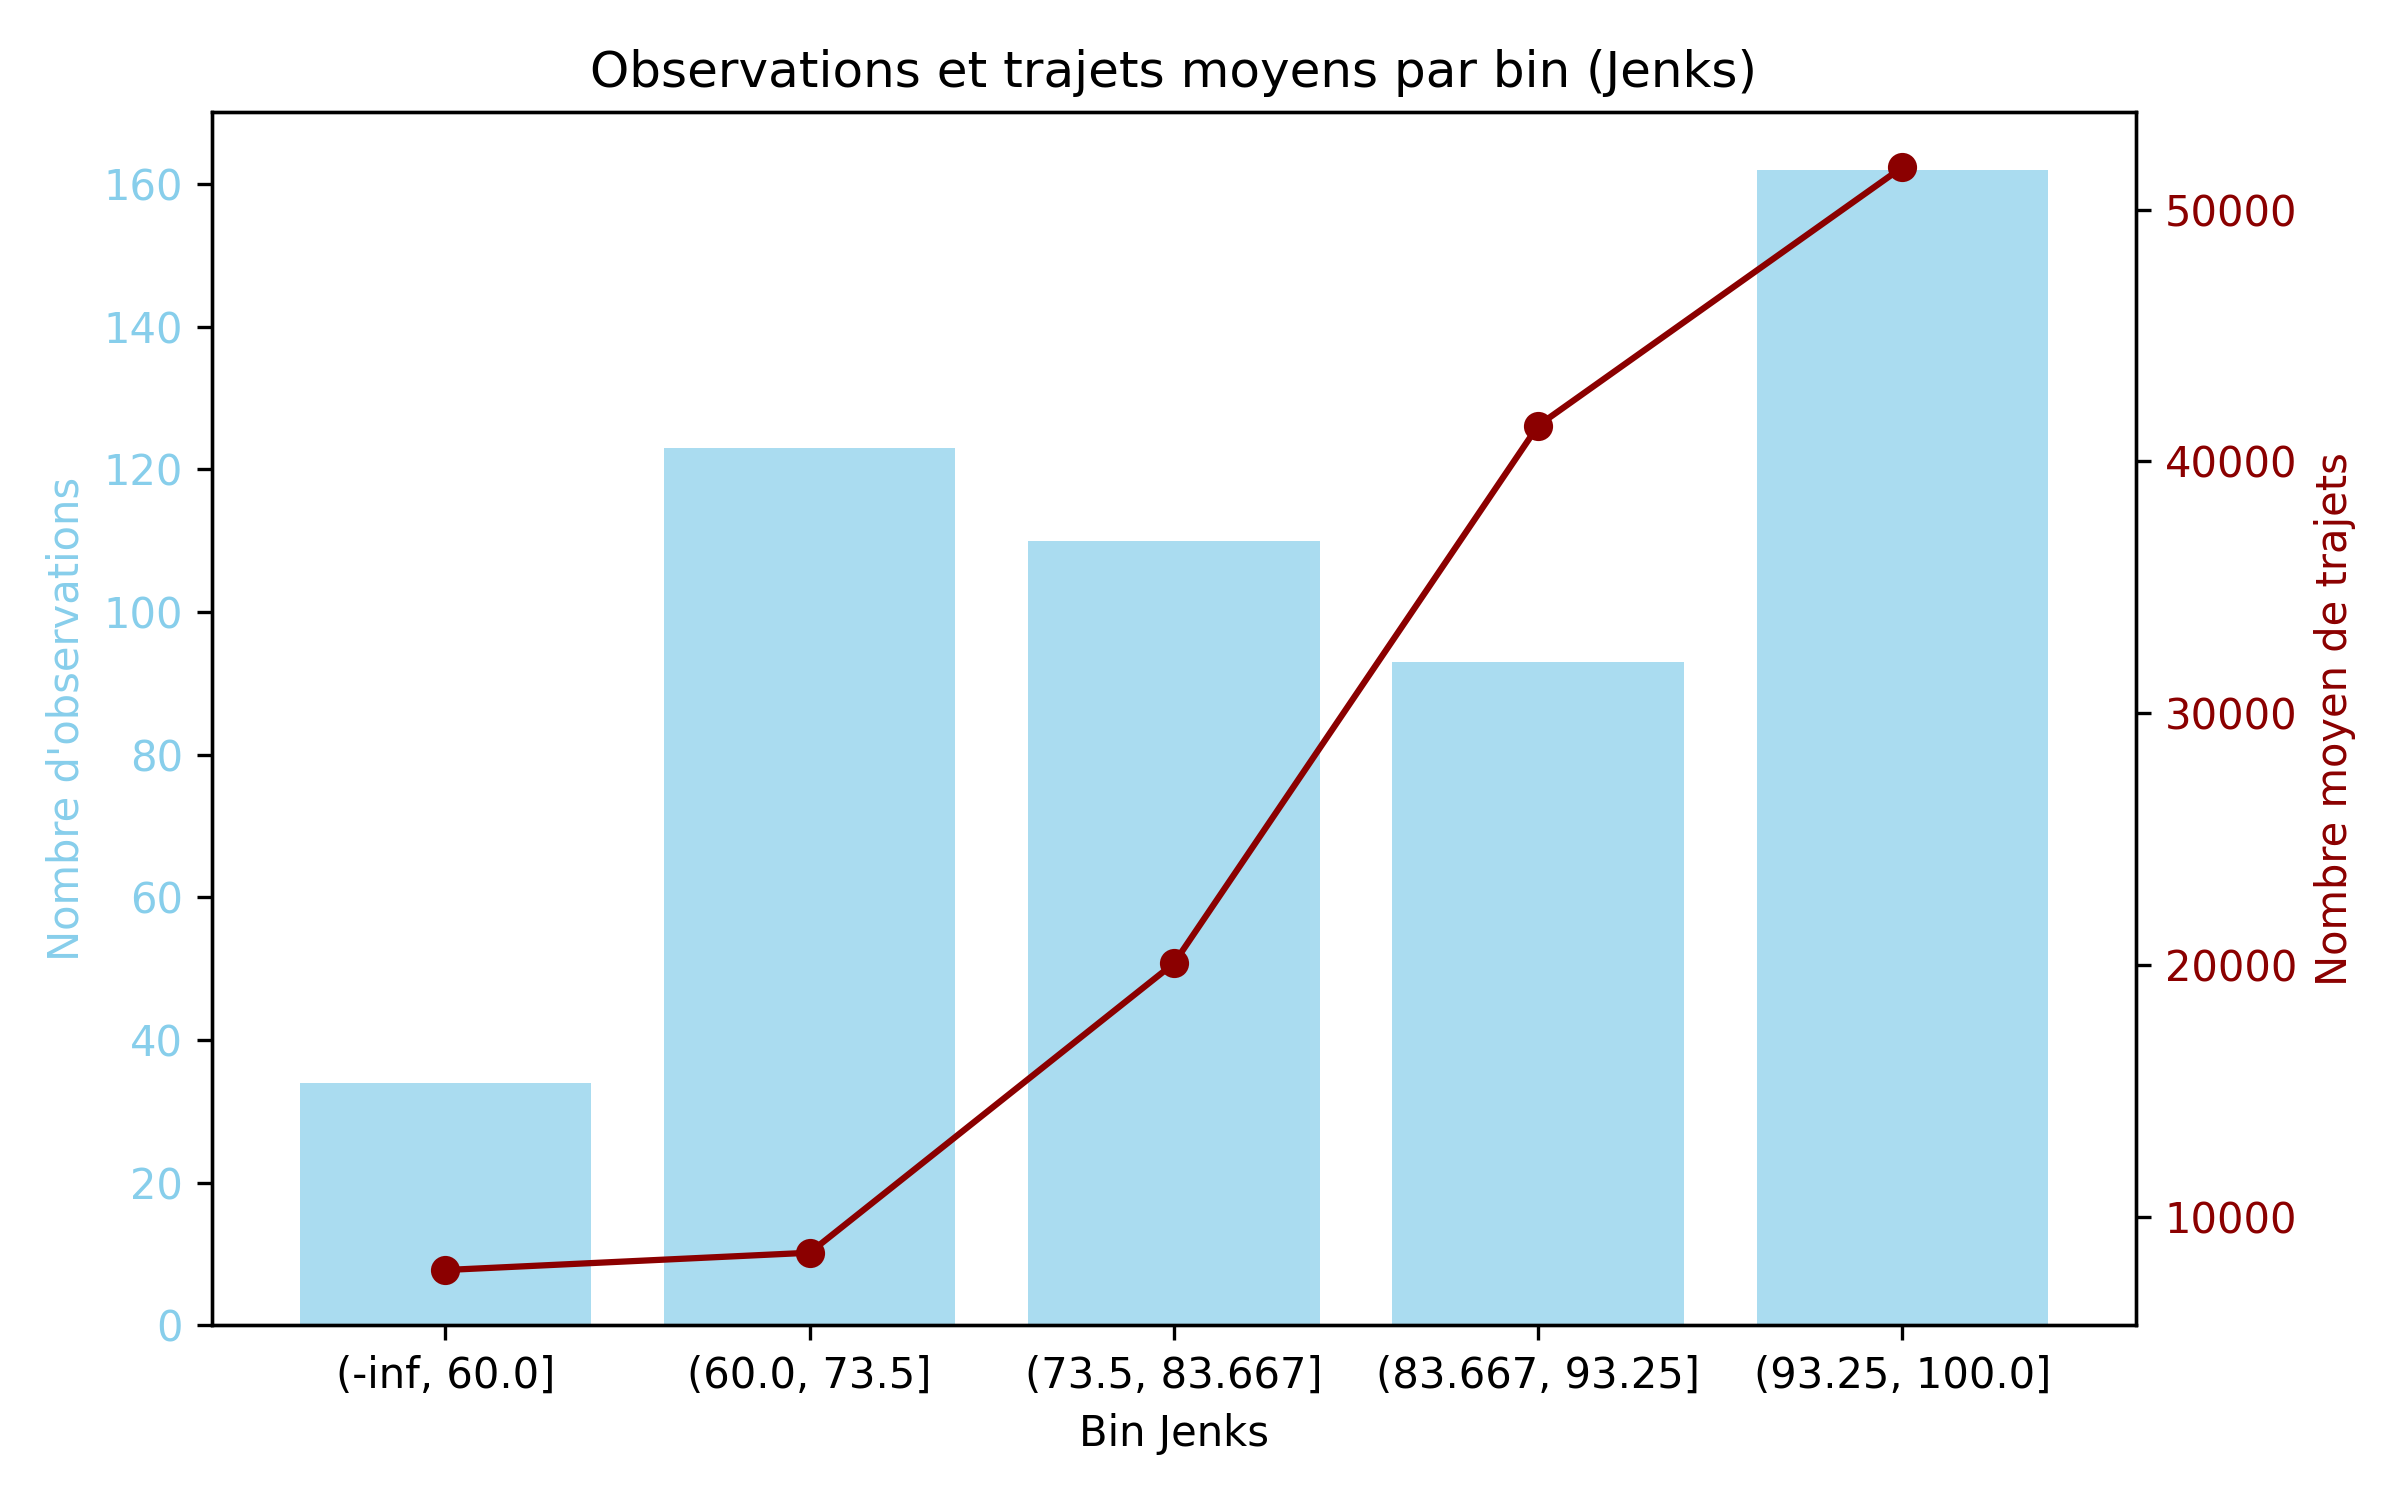 Observations et trajets moyens par bin (Jenks)
Nombre d'observations
160
140
120
100
80
60
40
20
0
50000
40000
30000
20000
10000
Nombre moyen de trajets
(-inf, 60.0] (60.0, 73.5] (73.5, 83.667] (83.667, 93.25] (93.25, 100.0]
Bin Jenks